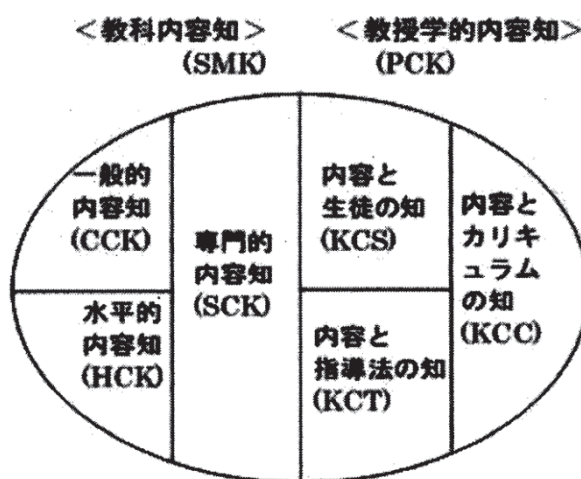 ＜教科内容知＞
(SMK)
＜教授学的内容知＞
(PCK)
一般的
内容知
(CCK)
水平的
内容知
(HCK)
専門的
内容知
(SCK)
内容と
生徒の知
(KCS)
内容と
指導法の知
(KCT)
内容と
カリキ
ュラム
の知
(KCC)